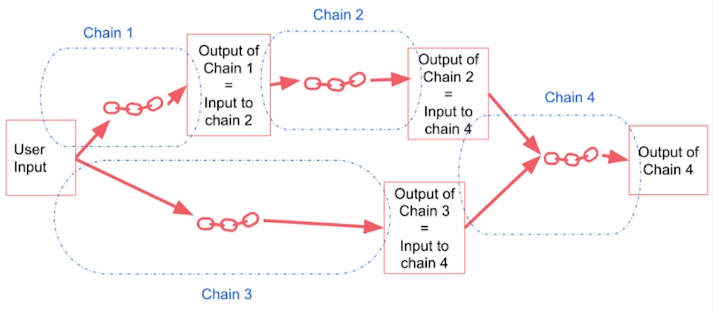 Chain 1
Chain 2
Output of
Chain 1
=
Input to
chain 2
Output of
Chain 2
=
Input to
chain 4
Chain 4
User
Input
Output of
Chain 4
Output of
Chain 3
=
Input to
chain 4
Chain 3